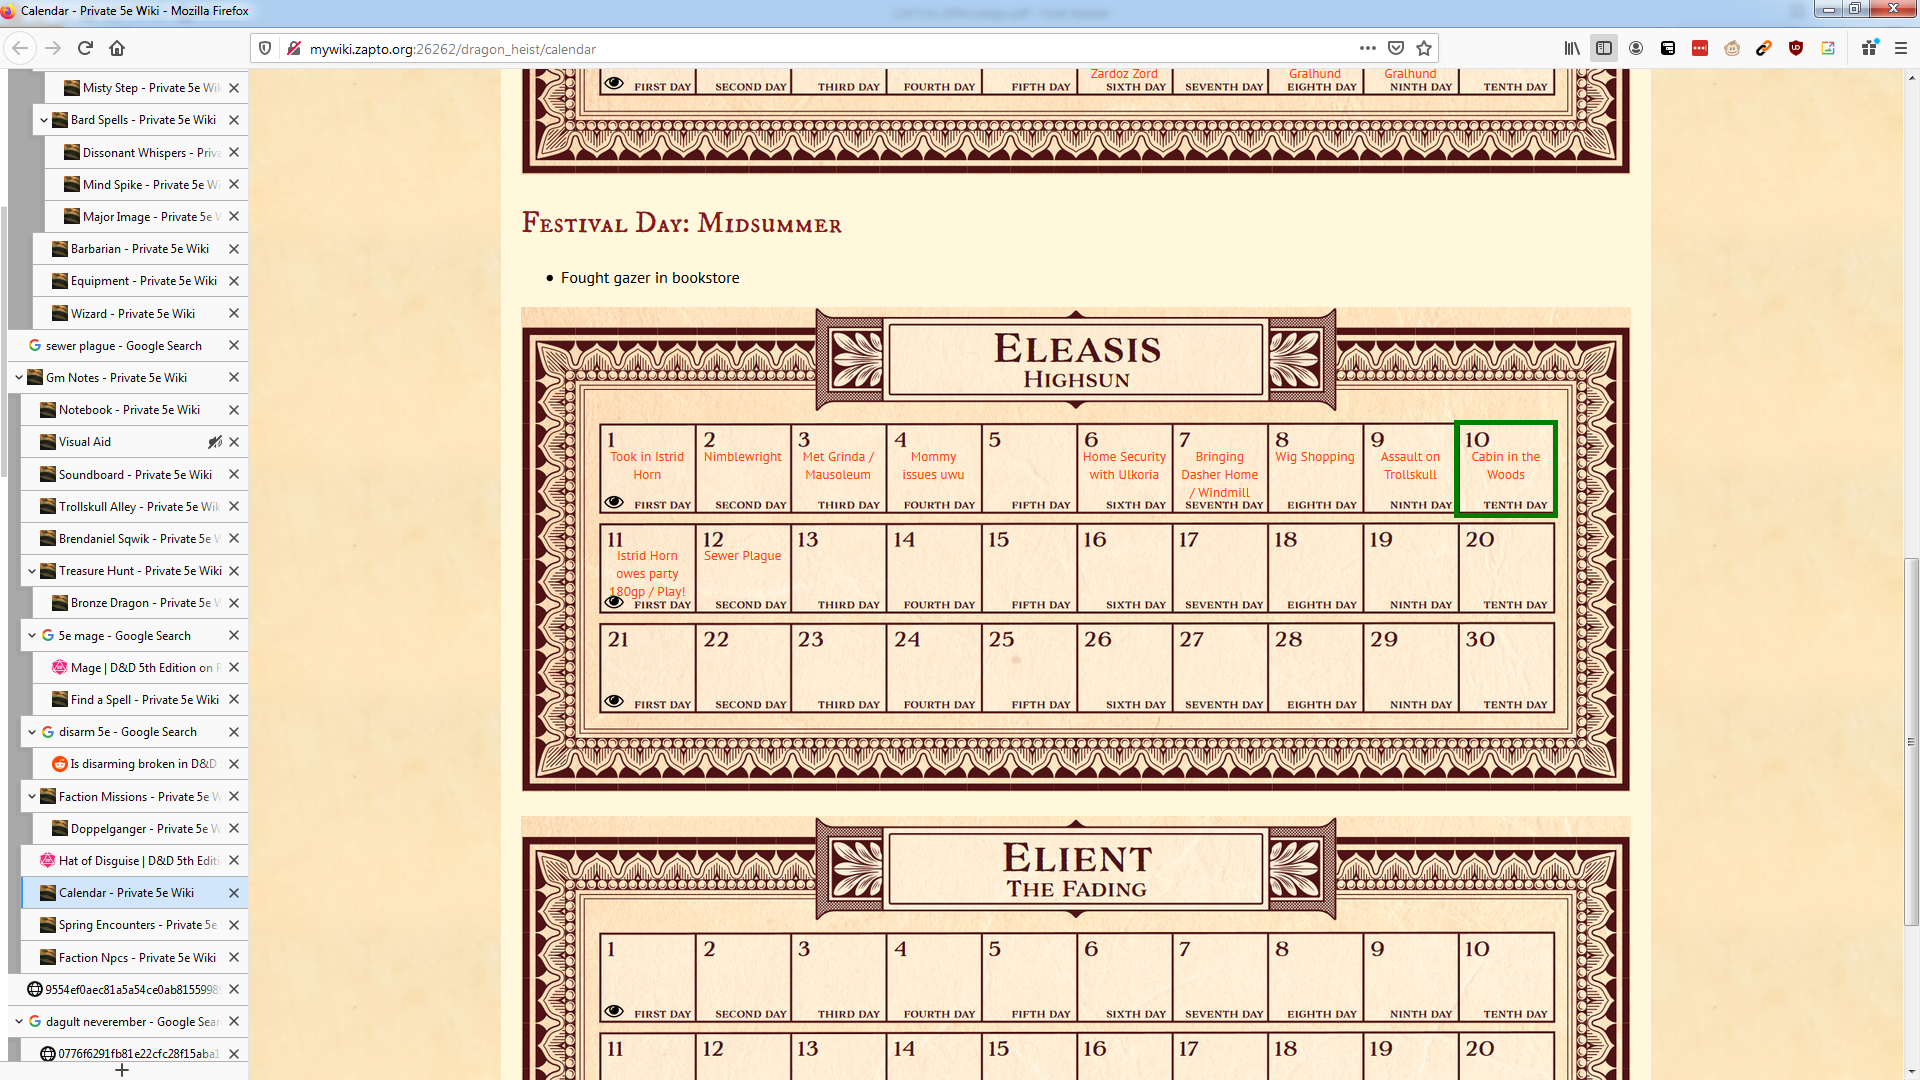 Calendar - Private 5e Wiki - Mozilla Firefox
mywiki.zapto.org:26262/dragon_heist/calendar
Misty Step - Private 5e Wi
Bard Spells - Private 5e Wiki
Dissonant Whispers - Priva
Mind Spike - Private 5e Wi
Major Image - Private 5e W
Barbarian - Private 5e Wiki
Equipment - Private 5e Wiki
Wizard - Private 5e Wiki
sewer plague - Google Search
Gm Notes - Private 5e Wiki
Notebook - Private 5e Wiki
Visual Aid
Soundboard - Private 5e Wiki
Trollskull Alley - Private 5e Wik
Brendaniel Sqwik - Private 5e W
Treasure Hunt - Private 5e Wiki
Bronze Dragon - Private 5e W
5e mage - Google Search
Mage | D&D 5th Edition on R
Find a Spell - Private 5e Wiki
disarm 5e - Google Search
Is disarming broken in D&D
Faction Missions - Private 5e W
Doppelganger - Private 5e W
Hat of Disguise | D&D 5th Editi
Calendar - Private 5e Wiki
Spring Encounters - Private 5e
Faction Npcs - Private 5e Wiki
9554ef0aec81a5a54ce0ab8155998
dagult neverember - Google Sear
0776f6291fb81e22cfc28f15aba1
Zardoz Zord Gralhund Gralhund
FIRST DAY SECOND DAY THIRD DAY FOURTH DAY FIFTH DAY SIXTH DAY SEVENTH DAY EIGHTH DAY NINTH DAY TENTH DAY
Festival Day: Midsummer
• Fought gazer in bookstore
ELEASIS
HIGHSUN
1 2 3 4 5 6 7 8 9 10
Took in Istrid Nimblewright Met Grinda / Mommy Home Security Bringing Wig Shopping Assault on Cabin in the
Horn Mausoleum issues uwu with Ulkoria Dasher Home Trollskull Woods
/ Windmill
FIRST DAY SECOND DAY THIRD DAY FOURTH DAY FIFTH DAY SIXTH DAY SEVENTH DAY EIGHTH DAY NINTH DAY TENTH DAY
11 12 13 14 15 16 17 18 19 20
Istrid Horn Sewer Plague
owes party
180gp / Play!
FIRST DAY SECOND DAY THIRD DAY FOURTH DAY FIFTH DAY SIXTH DAY SEVENTH DAY EIGHTH DAY NINTH DAY TENTH DAY
21 22 23 24 25 26 27 28 29 30
FIRST DAY SECOND DAY THIRD DAY FOURTH DAY FIFTH DAY SIXTH DAY SEVENTH DAY EIGHTH DAY NINTH DAY TENTH DAY
ELIENT
THE FADING
1 2 3 4 5 6 7 8 9 10
FIRST DAY SECOND DAY THIRD DAY FOURTH DAY FIFTH DAY SIXTH DAY SEVENTH DAY EIGHTH DAY NINTH DAY TENTH DAY
11 12 13 14 15 16 17 18 19 20